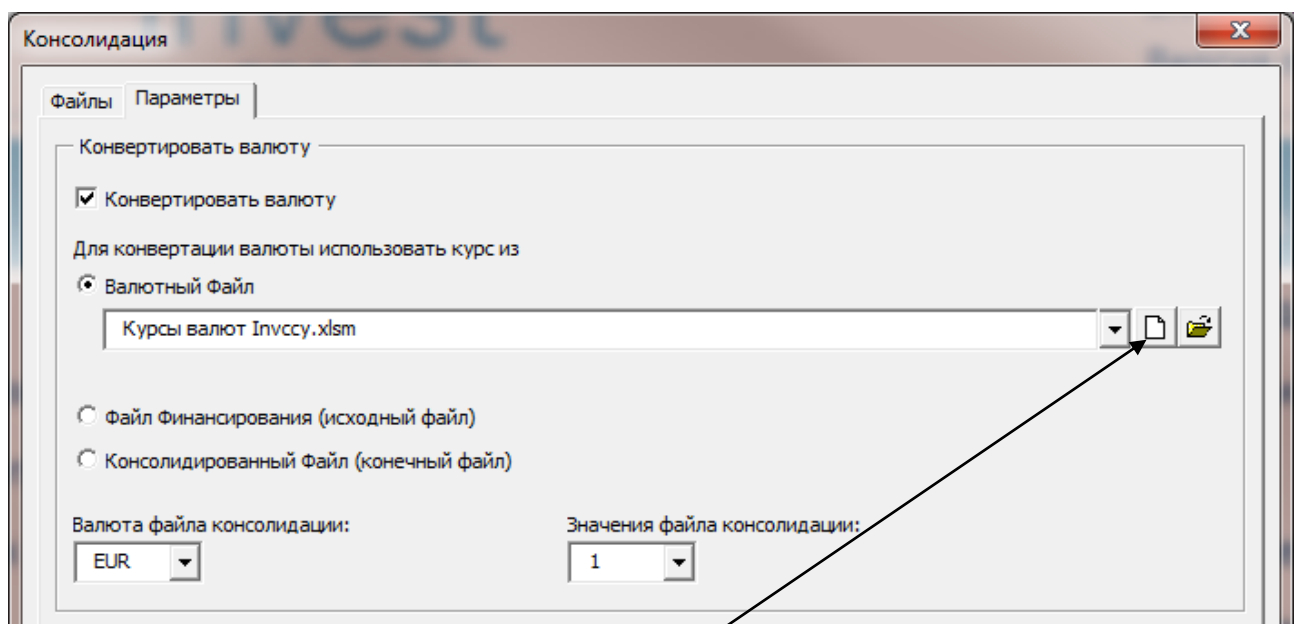 Invest
Консолидация
Файлы Параметры
Конвертировать валюту
Конвертировать валюту
Для конвертации валюты использовать курс из
Валютный Файл
Курсы валют Invccy.xlsm
Файл Финансирования (исходный файл)
Консолидированный Файл (конечный файл)
Валюта файла консолидации: Значения файла консолидации:
EUR 1